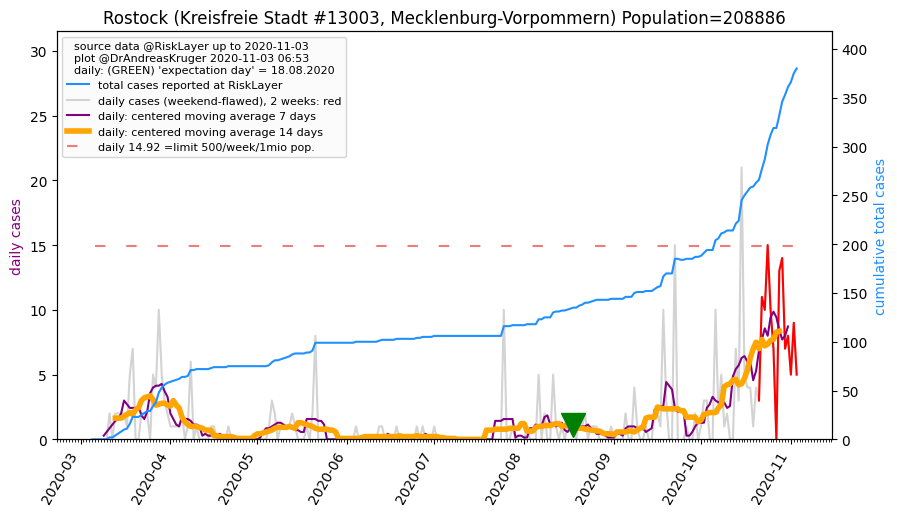 Rostock (Kreisfreie Stadt #13003, Mecklenburg-Vorpommern) Population=208886
source data @RiskLayer up to 2020-11-03
plot @DrAndreasKruger 2020-11-03 06:53
daily: (GREEN) 'expectation day' = 18.08.2020
total cases reported at RiskLayer
daily cases (weekend-flawed), 2 weeks: red
daily: centered moving average 7 days
daily: centered moving average 14 days
daily 14.92 =limit 500/week/1mio pop.
daily cases
30
25
20
15
10
5
0
cumulative total cases
400
350
300
250
200
150
100
50
0
2020-03
2020-04
2020-05
2020-06
2020-07
2020-08
2020-09
2020-10
2020-11